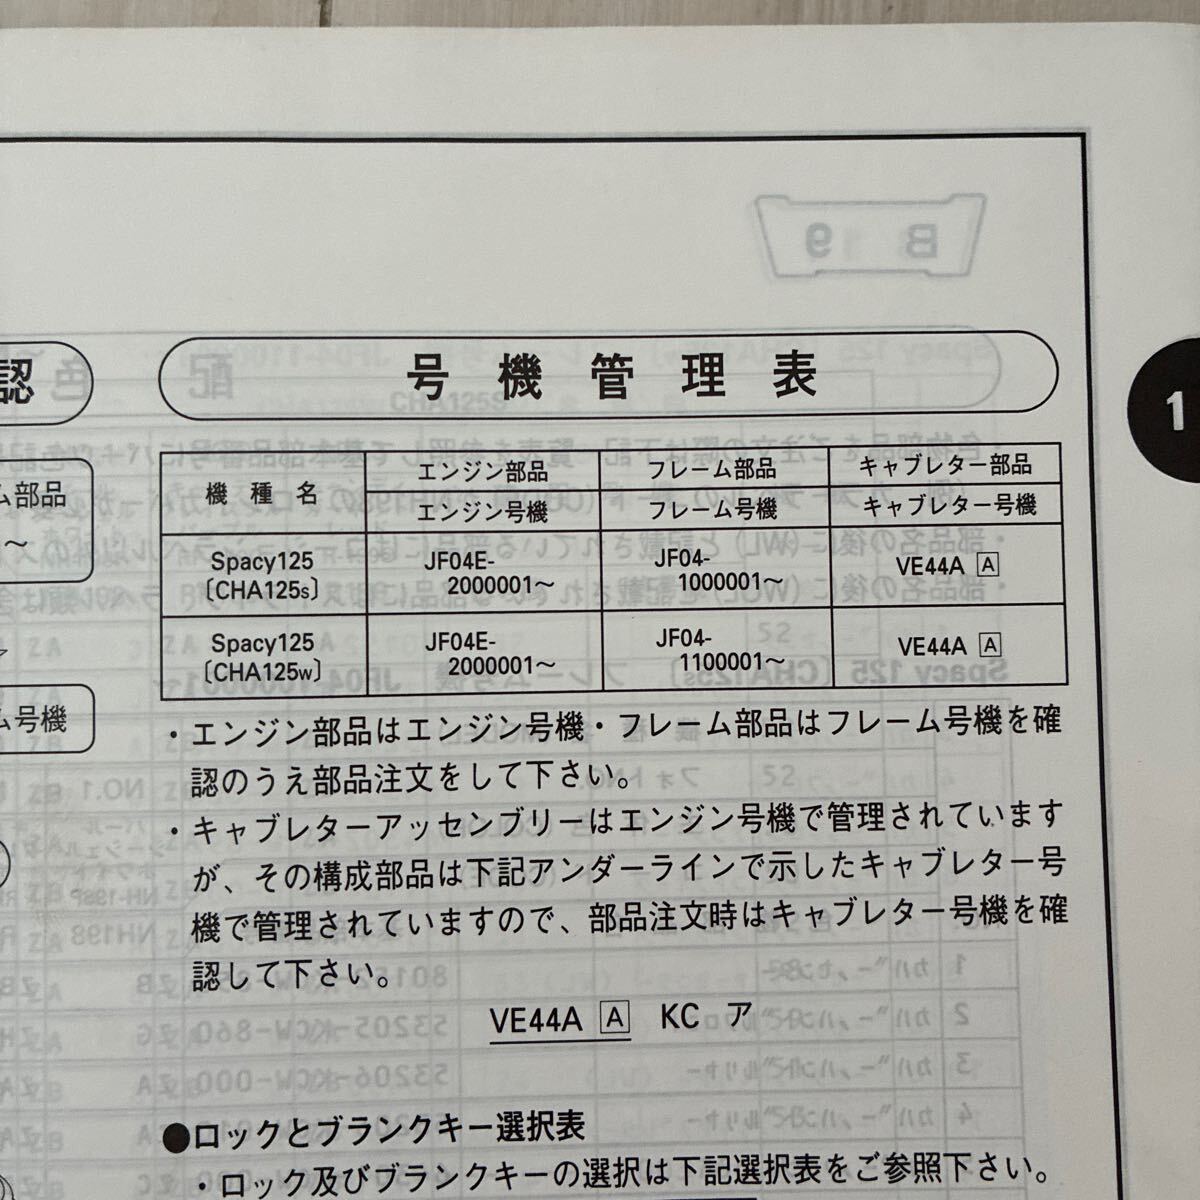 認
ム部品
～
ム号機
1
号機管理表
機種名
エンジン部品
フレーム部品
キャブレター部品
エンジン号機
フレーム号機
キャブレター号機
Spacy125
〔CHA125S〕
JF04E-
2000001～
JF04-
1000001～
VE44A A
Spacy125
〔CHA125W〕
JF04E-
2000001～
JF04-
1100001～
VE44A A
・エンジン部品はエンジン号機・フレーム部品はフレーム号機を確
認のうえ部品注文をして下さい。
・キャブレターアッセンブリーはエンジン号機で管理されています
が、その構成部品は下記アンダーラインで示したキャブレター号
機で管理されていますので、部品注文時はキャブレター号機を確
認して下さい。
VE44A A KC ア
●ロックとブランクキー選択表
・ロック及びブランクキーの選択は下記選択表をご参照下さい。